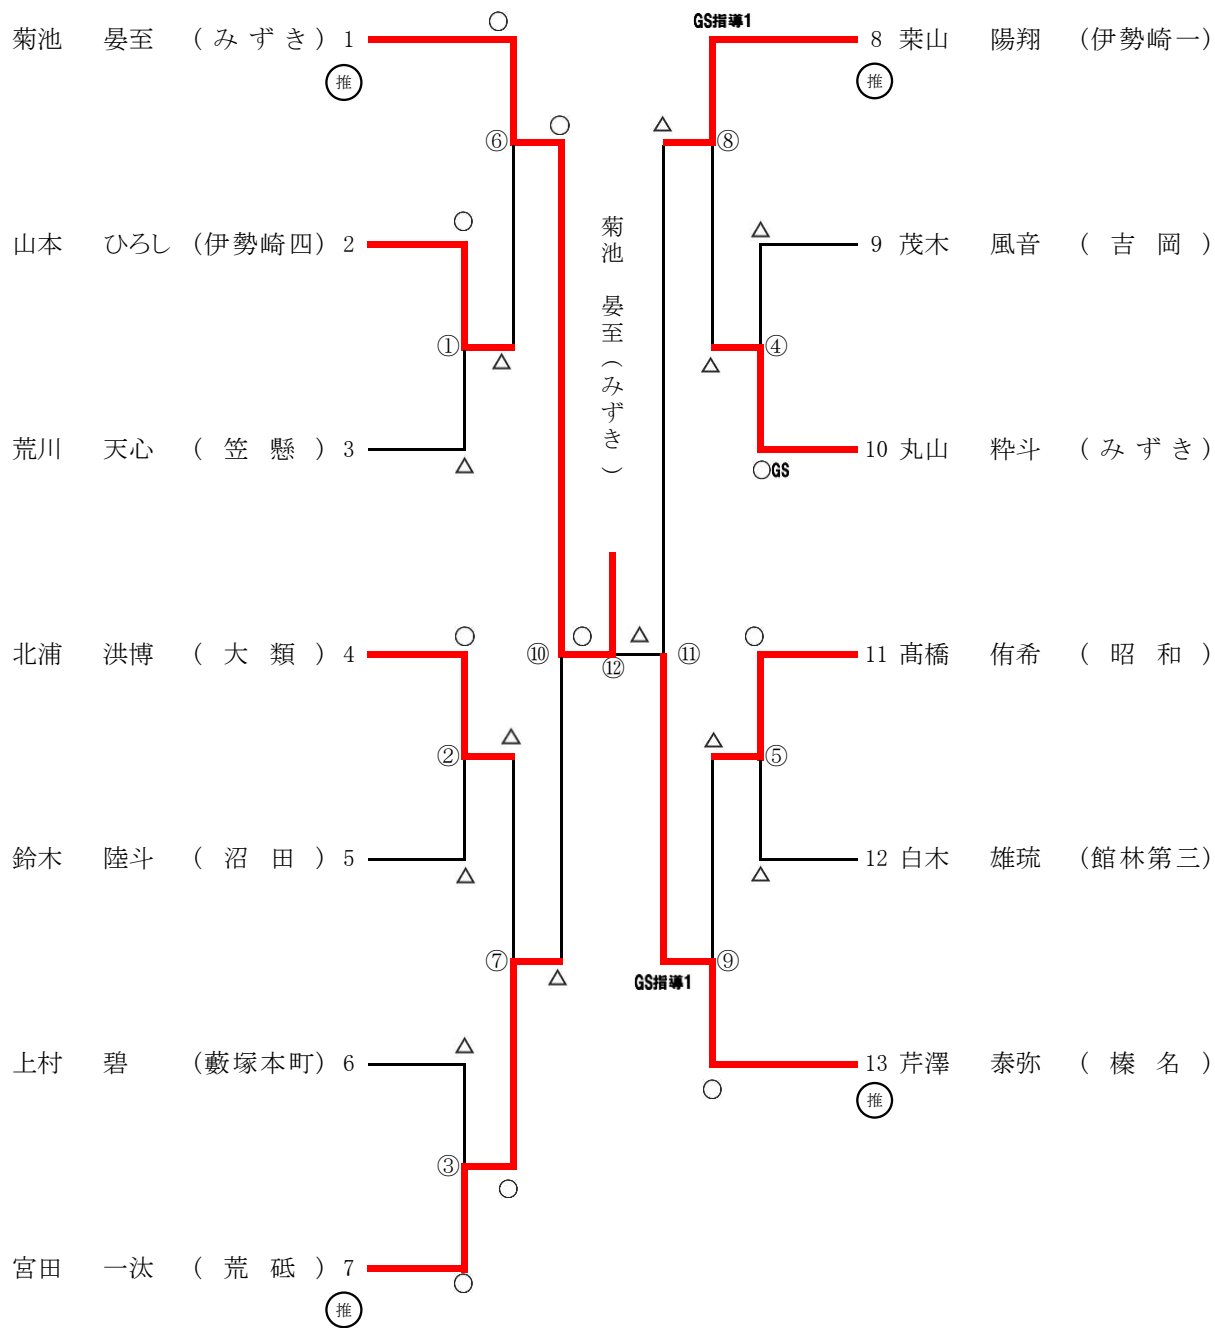 菊池 晏至 (みずき) 1
推
山本 ひろし (伊勢崎四) 2
荒川 天心 (笠懸) 3
北浦 洪博 (大類) 4
鈴木 陸斗 (沼田) 5
上村 碧 (藪塚本町) 6
宮田 一汰 (荒砥) 7
推
⑥
①
②
⑦
③
⑩
菊池 晏至(みずき)
⑫
⑪
GS指導1
⑧
④
GS
⑤
⑨
GS指導1
8 桒山 陽翔 (伊勢崎一)
推
9 茂木 風音 (吉岡)
10 丸山 粋斗 (みずき)
11 髙橋 侑希 (昭和)
12 白木 雄琉 (館林第三)
13 芹澤 泰弥 (榛名)
推